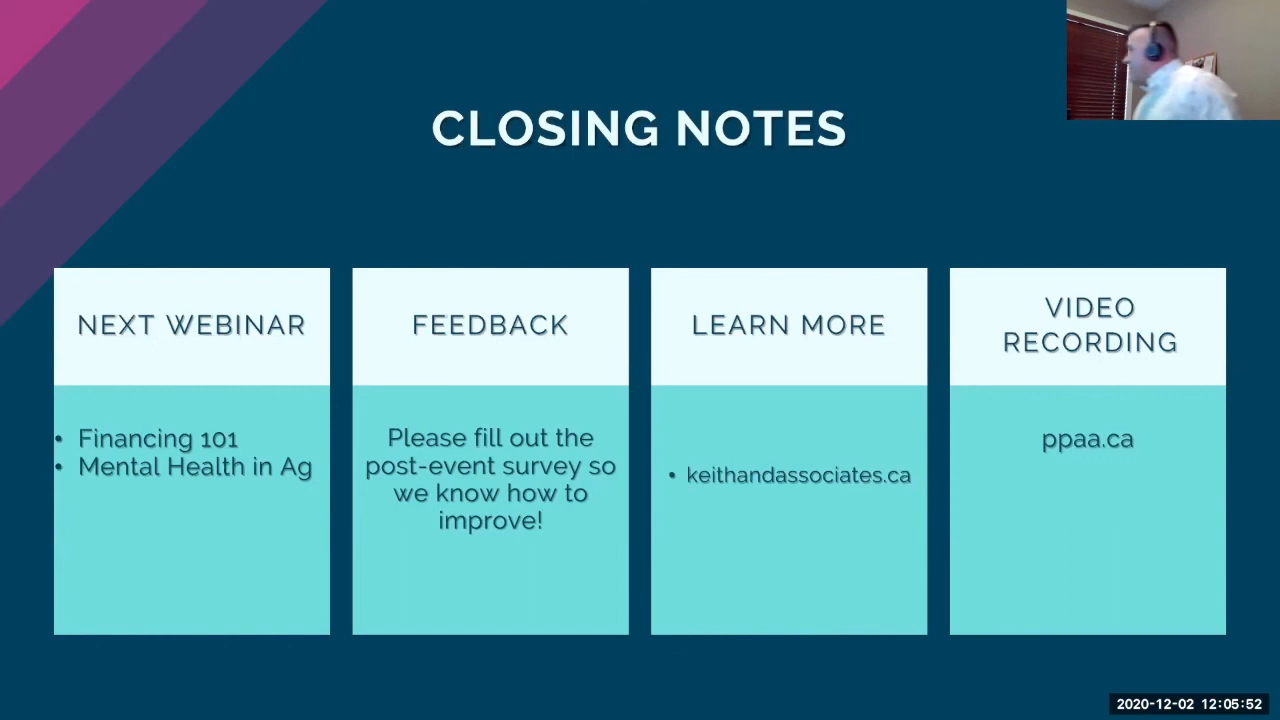 CLOSING NOTES
NEXT WEBINAR
• Financing 101
• Mental Health in Ag
FEEDBACK
Please fill out the
post-event survey so
we know how to
improve!
LEARN MORE
• keithandassociates.ca
VIDEO
RECORDING
ppaa.ca
2020-12-02 12:05:52